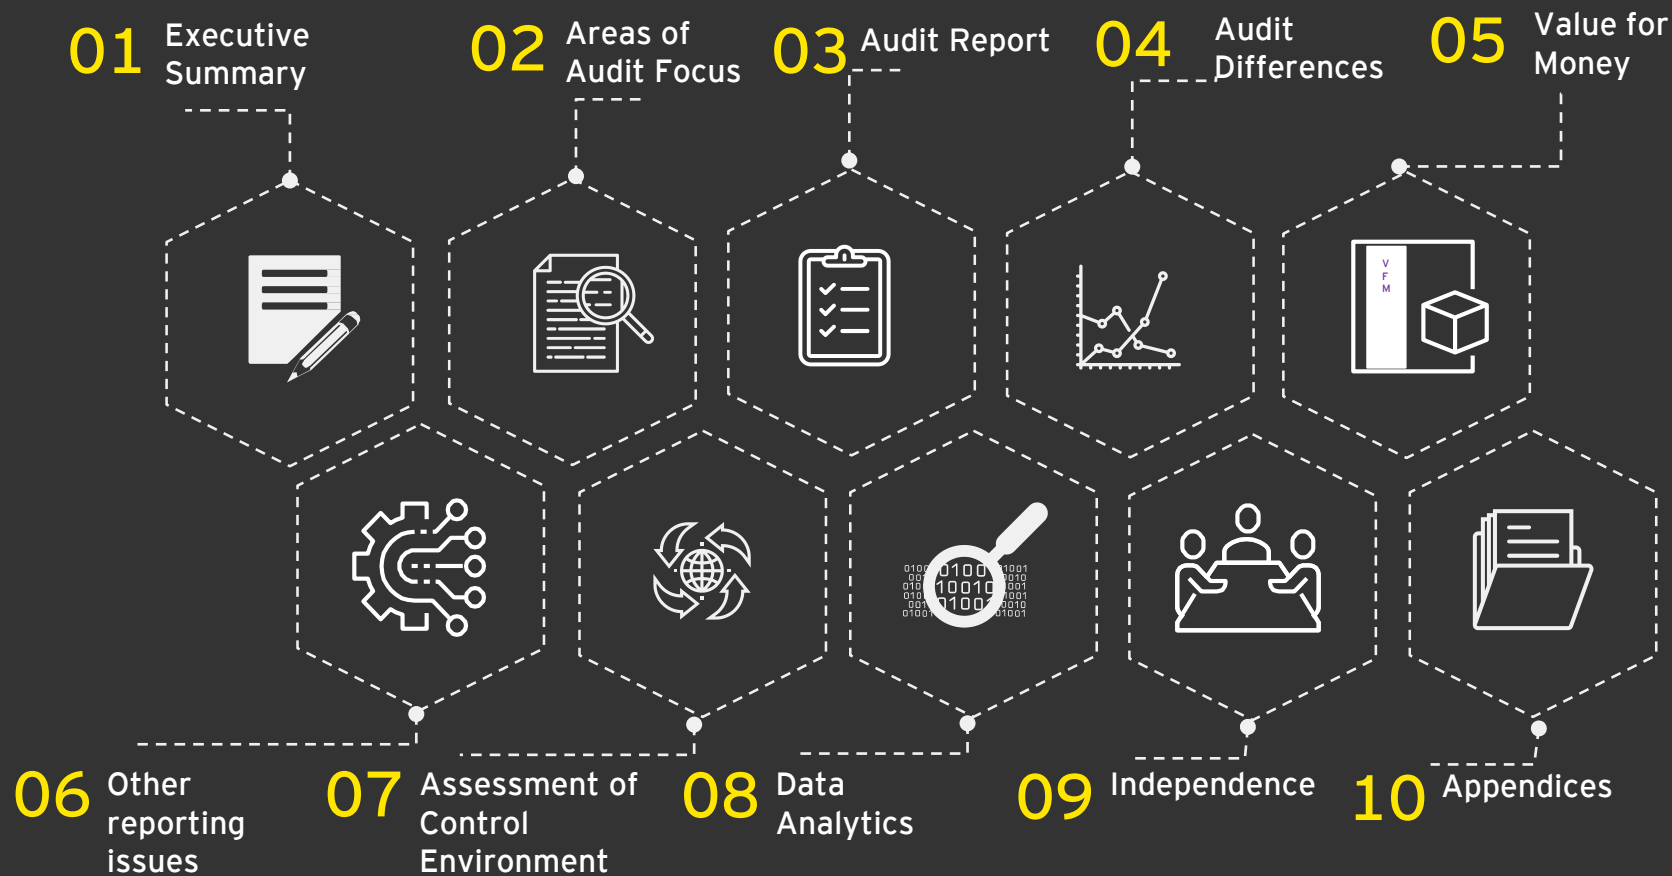 01 Executive
Summary
02 Areas of
Audit Focus
03 Audit Report
04 Audit
Differences
05 Value for
Money
V
F
M
06 Other
reporting
issues
07 Assessment of
Control
Environment
08 Data
Analytics
09 Independence
10 Appendices